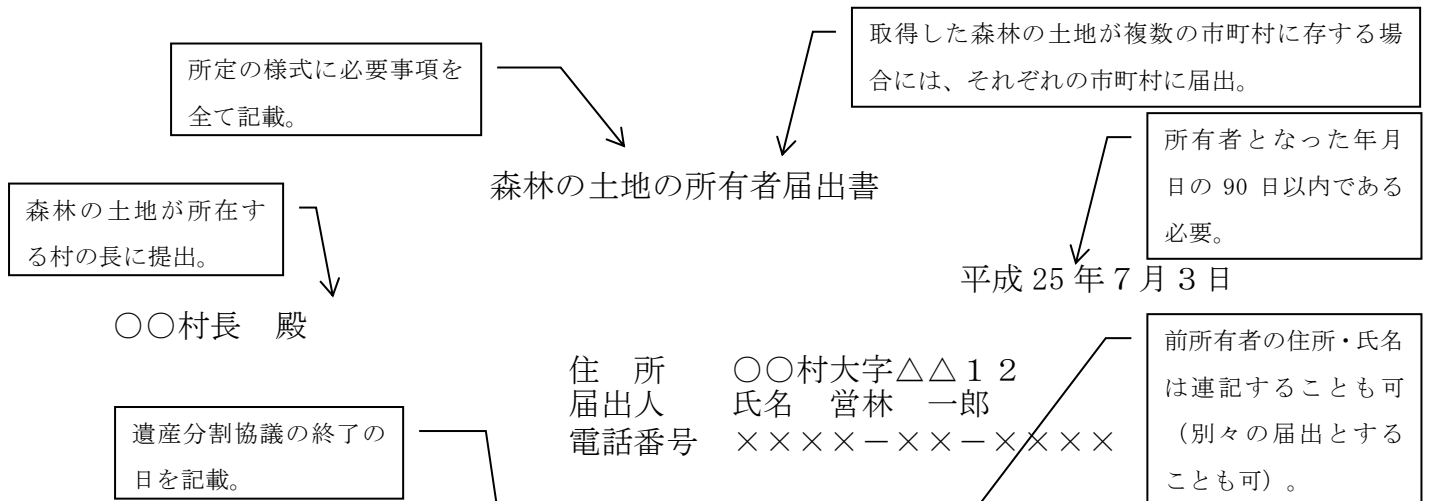 取得した森林の土地が複数の市町村に存する場
合には、それぞれの市町村に届出。
所定の様式に必要事項を
全て記載。
所有者となった年月
日の 90 日以内である
必要。
森林の土地の所有者届出書
森林の土地が所在す
る村の長に提出。
平成 25 年７月３日
○○村長　殿
前所有者の住所・氏名
は連記することも可
（別々の届出とする
ことも可）。
住　所　○○村大字△△１２
届出人　氏名　営林　一郎
電話番号　××××－××－××××
遺産分割協議の終了の
日を記載。